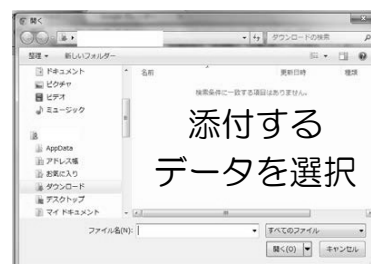 開く
ダウンロードの検索
整理 ▼ 新しいフォルダー
名前
更新日時
種類
検索条件に一致する項目はありません。
ドキュメント
ピクチャ
ビデオ
ミュージック
AppData
アドレス帳
お気に入り
ダウンロード
デスクトップ
マイ ドキュメント
添付する
データを選択
ファイル名(N):
すべてのファイル
開く(O)
キャンセル